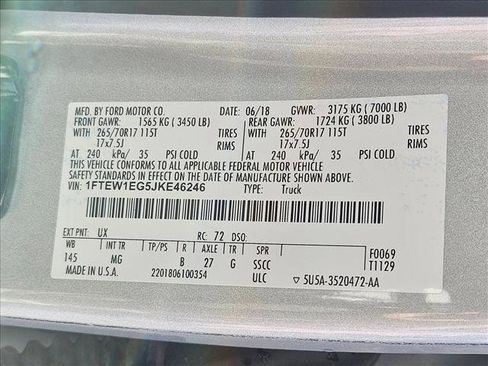 MFD. BY FORD MOTOR CO. 06/18 GVWR: 3175 KG ( 7000 LB)
FRONT GAWR: 1565 KG ( 3450 LB) REAR GAWR: 1724 KG ( 3800 LB)
WITH 265/70R17 115T TIRES WITH 265/70R17 115T TIRES
17x7.5J RIMS 17x7.5J RIMS
AT 240 kPa/ 35 PSI COLD AT 240 kPa/ 35 PSI COLD
THIS VEHICLE CONFORMS TO ALL APPLICABLE FEDERAL MOTOR VEHICLE
SAFETY AND THEFT PREVENTION STANDARDS IN EFFECT ON THE DATE OF MANUFACTURE SHOWN ABOVE.
VIN: 1FTEW1EG5JKE46246 TYPE: Truck
EXT PNT: UX RC: 72 DSO:
WB INT TR TP/PS R AXLE TR SPR F0069
145 MG B 27 G SSCC T1129
MADE IN U.S.A. 2201806100354 ULC 5U5A-3520472-AA